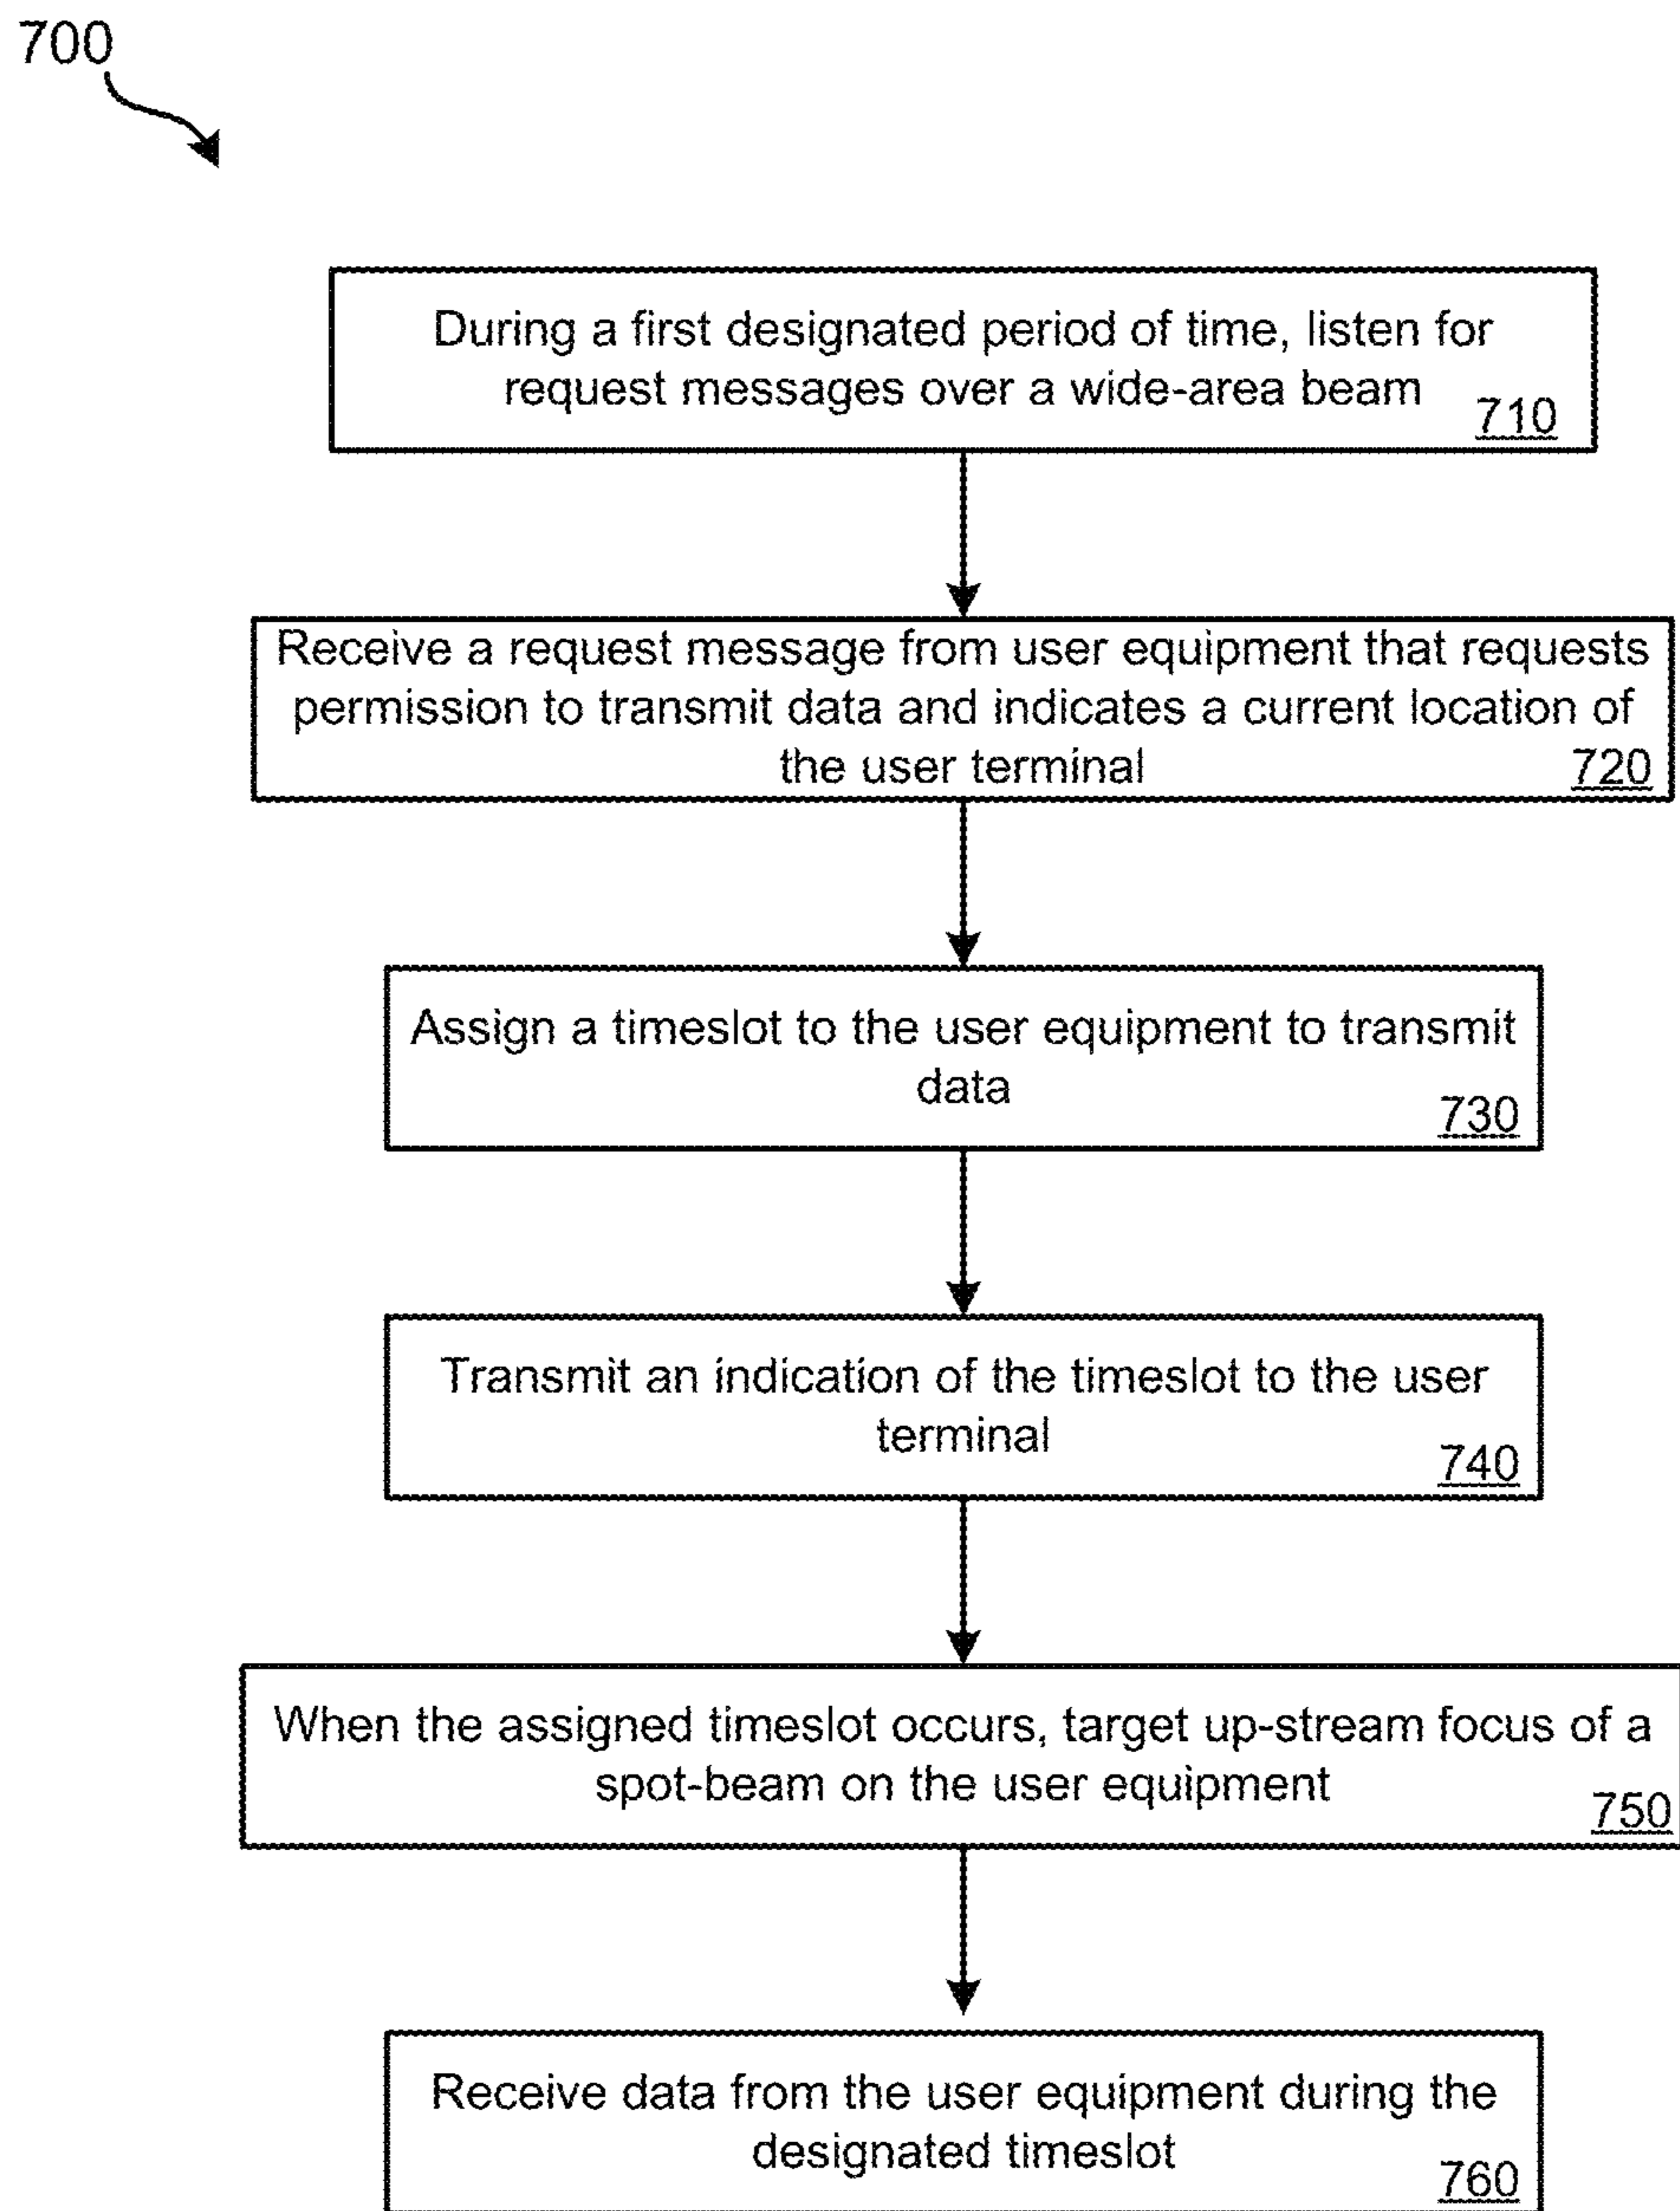 700
During a first designated period of time, listen for
request messages over a wide-area beam
710
Receive a request message from user equipment that requests
permission to transmit data and indicates a current location of
the user terminal
720
Assign a timeslot to the user equipment to transmit
data
730
Transmit an indication of the timeslot to the user
terminal
740
When the assigned timeslot occurs, target up-stream focus of a
spot-beam on the user equipment
750
Receive data from the user equipment during the
designated timeslot
760